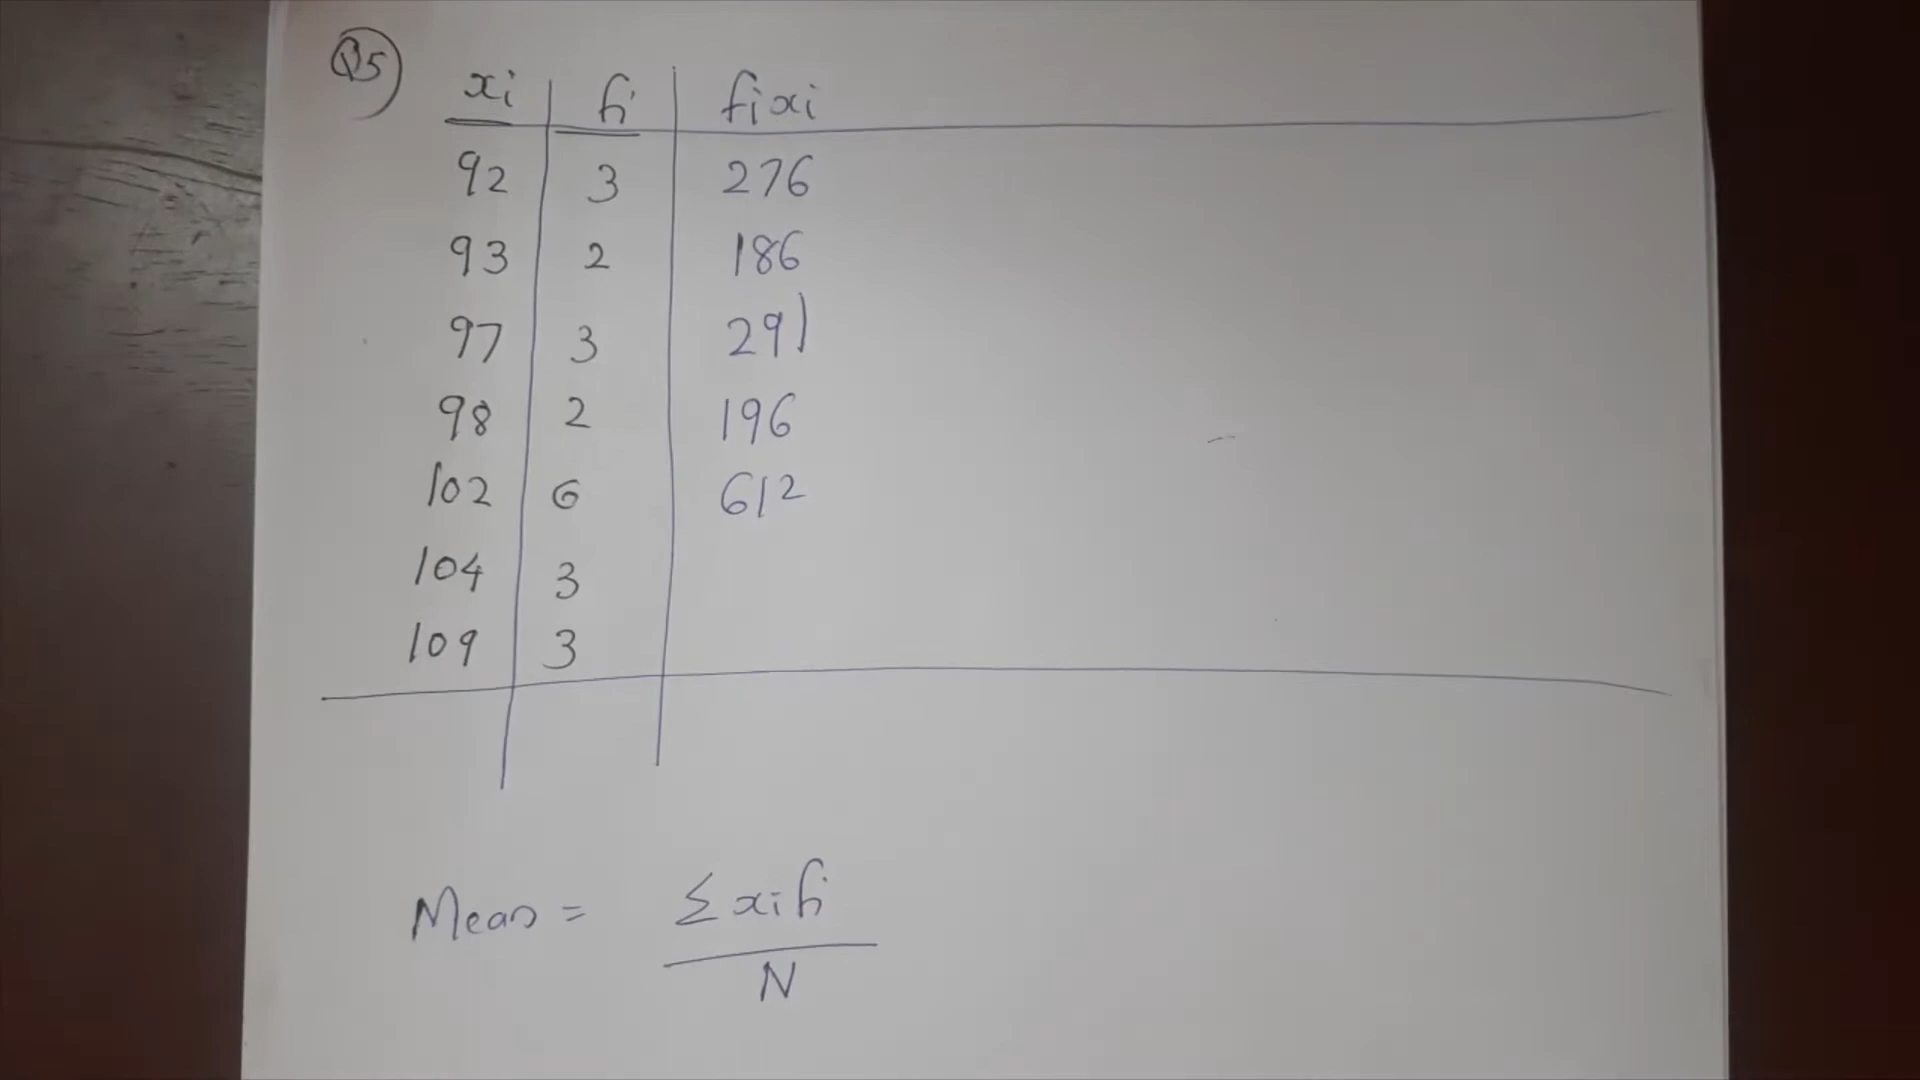 Q5
xi fi fixi
92 3 276
93 2 186
97 3 291
98 2 196
102 6 612
104 3
109 3
Mean = Σxifi
N